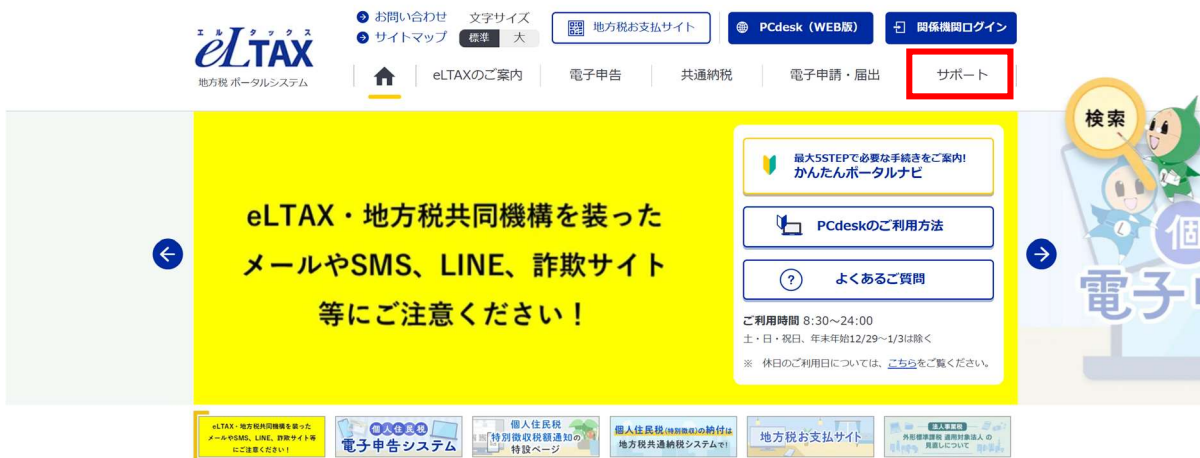 エルタックス
eLTAX
地方税 ポータルシステム
お問い合わせ 文字サイズ
サイトマップ 標準 大
地方税お支払サイト
PCdesk（WEB版）
関係機関ログイン
eLTAXのご案内 電子申告 共通納税 電子申請・届出 サポート
eLTAX・地方税共同機構を装った
メールやSMS、LINE、詐欺サイト
等にご注意ください！
最大5STEPで必要な手続きをご案内!
かんたんポータルナビ
PCdeskのご利用方法
? よくあるご質問
ご利用時間 8:30～24:00
土・日・祝日、年末年始12/29～1/3は除く
※ 休日のご利用日については、こちらをご覧ください。
検索
個
電子
eLTAX・地方税共同機構を装った
メールやSMS、LINE、詐欺サイト等
にご注意ください！
個人住民税
電子申告システム
個人住民税
「特別徴収税額通知の」
特設ページ
個人住民税(特別徴収)の納付は
地方税共通納税システムで!
地方税お支払サイト
法人事業税
外形標準課税 適用対象法人 の
見直しについて